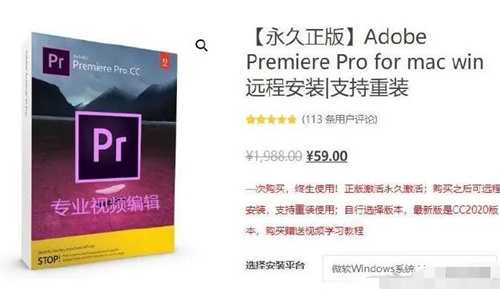 Pr
Adobe
Premiere Pro CC
Pr
专业视频编辑
STOP!
【永久正版】Adobe
Premiere Pro for mac win
远程安装|支持重装
(113 条用户评论)
¥1,988.00 ¥59.00
一次购买，终生使用！正版激活永久激活；购买之后可远程
安装，支持重装使用；自行选择版本，最新版是CC2020版
本，购买赠送视频学习教程
选择安装平台
微软Windows系统